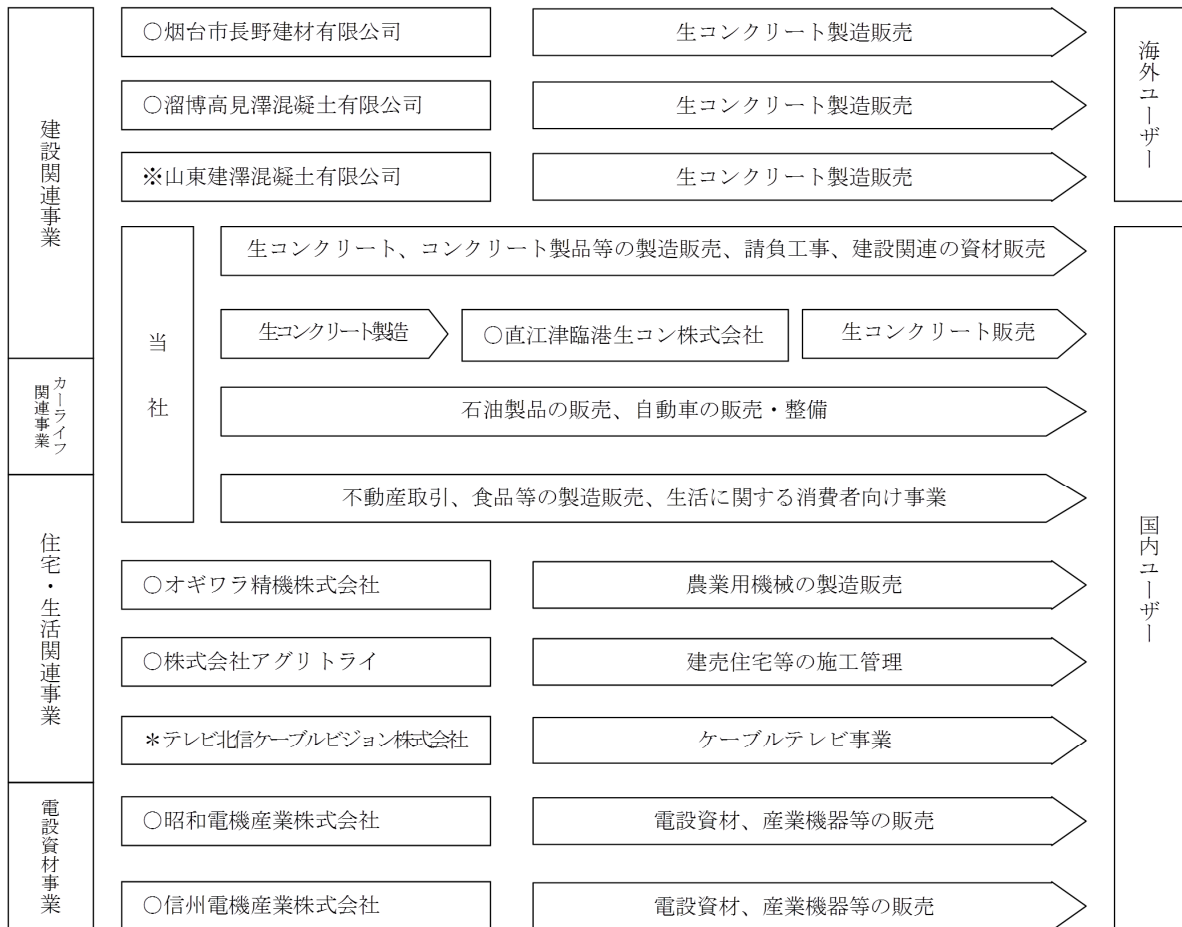 建設関連事業
○烟台市長野建材有限公司
生コンクリート製造販売
海外ユーザー
○溜博高見澤混凝土有限公司
生コンクリート製造販売
※山東建澤混凝土有限公司
生コンクリート製造販売
当社
生コンクリート、コンクリート製品等の製造販売、請負工事、建設関連の資材販売
国内ユーザー
生コンクリート製造
○直江津臨港生コン株式会社
生コンクリート販売
カーライフ
関連事業
石油製品の販売、自動車の販売・整備
住宅・生活関連事業
不動産取引、食品等の製造販売、生活に関する消費者向け事業
○オギワラ精機株式会社
農業用機械の製造販売
○株式会社アグリトライ
建売住宅等の施工管理
＊テレビ北信ケーブルビジョン株式会社
ケーブルテレビ事業
電設資材事業
○昭和電機産業株式会社
電設資材、産業機器等の販売
○信州電機産業株式会社
電設資材、産業機器等の販売